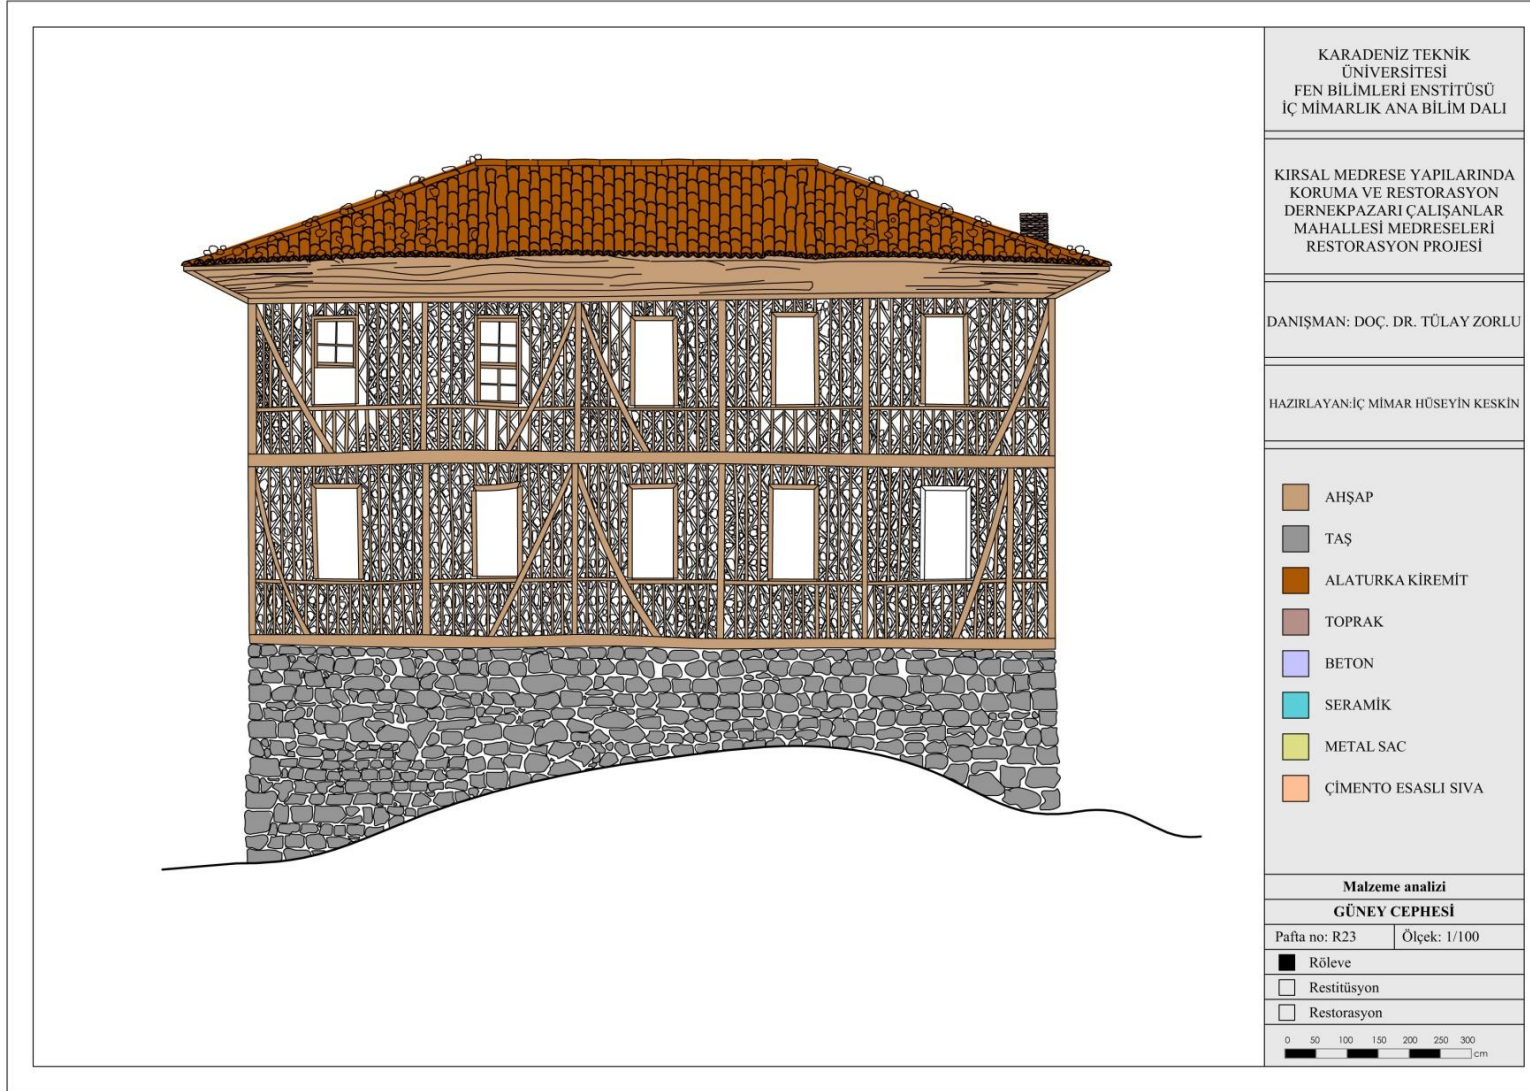 KARADENİZ TEKNİK
ÜNİVERSİTESİ
FEN BİLİMLERİ ENSTİTÜSÜ
İÇ MİMARLIK ANA BİLİM DALI
KIRSAL MEDRESE YAPILARINDA
KORUMA VE RESTORASYON
DERNEKPAZARI ÇALIŞANLAR
MAHALLESİ MEDRESELERİ
RESTORASYON PROJESİ
DANIŞMAN: DOÇ. DR. TÜLAY ZORLU
HAZIRLAYAN:İÇ MİMAR HÜSEYİN KESKİN
AHŞAP
TAŞ
ALATURKA KİREMİT
TOPRAK
BETON
SERAMİK
METAL SAC
ÇİMENTO ESASLI SIVA
Malzeme analizi
GÜNEY CEPHESİ
Pafta no: R23 Ölçek: 1/100
Röleve
Restitüsyon
Restorasyon
0 50 100 150 200 250 300
cm